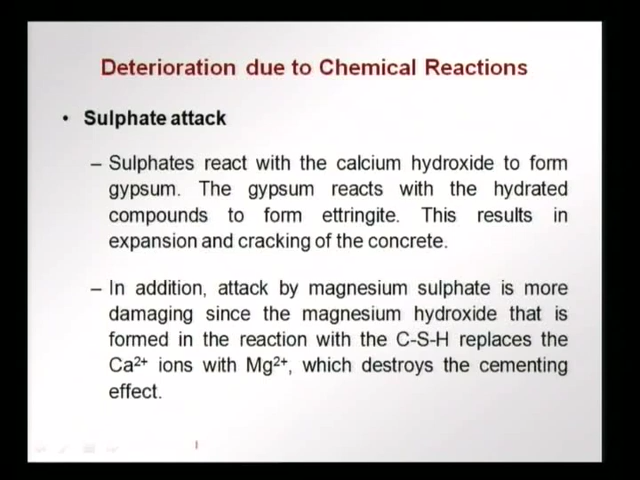 Deterioration due to Chemical Reactions
• Sulphate attack
– Sulphates react with the calcium hydroxide to form
gypsum. The gypsum reacts with the hydrated
compounds to form ettringite. This results in
expansion and cracking of the concrete.
– In addition, attack by magnesium sulphate is more
damaging since the magnesium hydroxide that is
formed in the reaction with the C-S-H replaces the
Ca²⁺ ions with Mg²⁺, which destroys the cementing
effect.